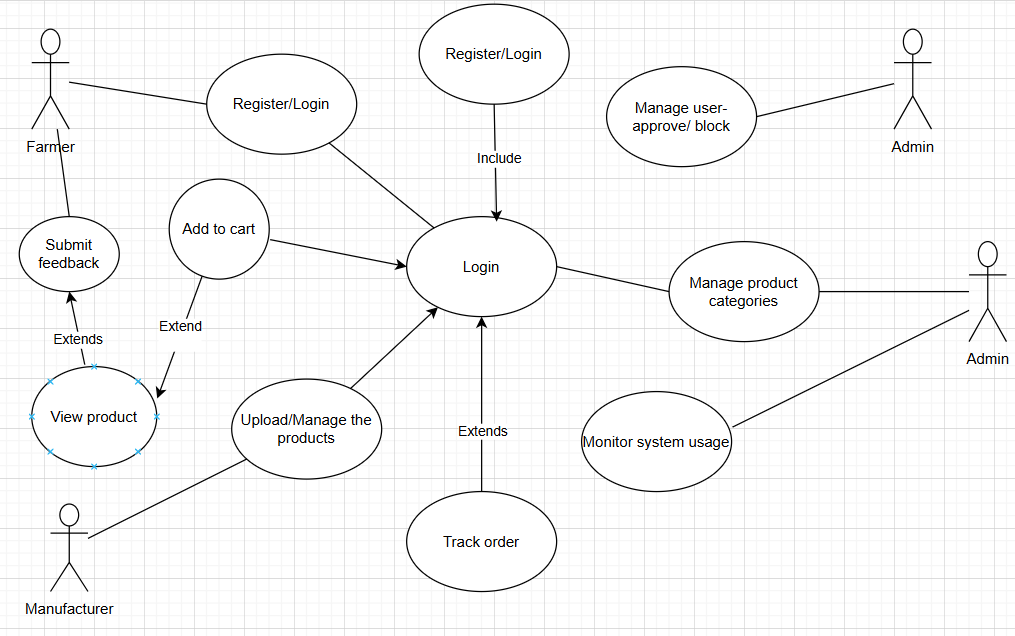 Register/Login
Register/Login
Manage user-
approve/ block
Farmer
Admin
Include
Add to cart
Submit
feedback
Login
Manage product
categories
Extend
Extends
Admin
View product
Upload/Manage the
products
Extends
Monitor system usage
Track order
Manufacturer